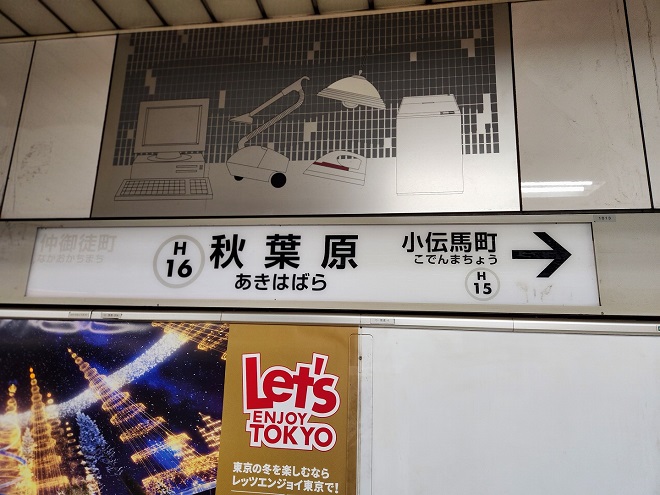 仲御徒町
なかおかちまち
H
16
秋葉原
あきはばら
小伝馬町
こでんまちょう
H
15
Let's
ENJOY
TOKYO
東京の冬を楽しむなら
レッツエンジョイ東京で!